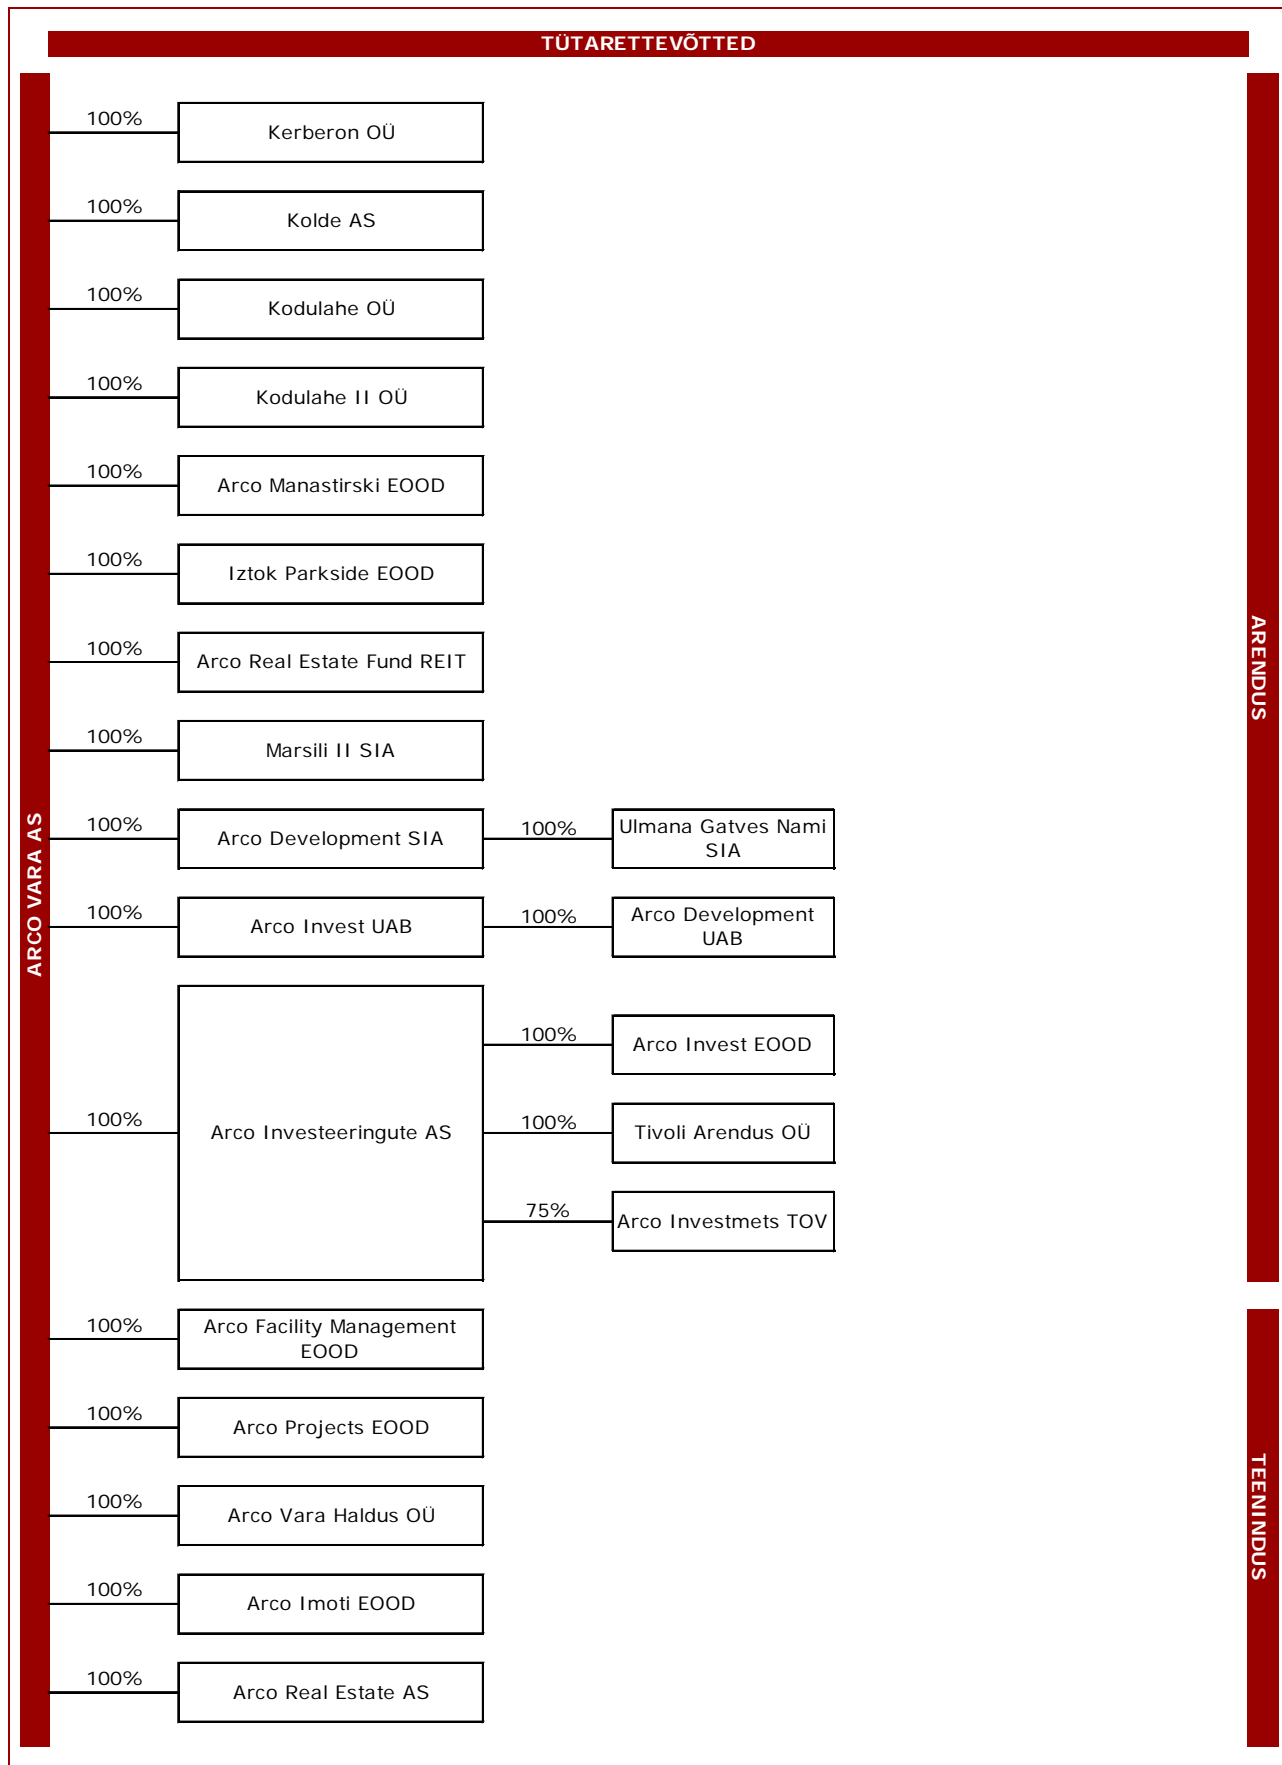 TÜTARETTEVÕTTED
ARCO VARA AS
ARENDUS
100%
Kerberon OÜ
100%
Kolde AS
100%
Kodulahe OÜ
100%
Kodulahe II OÜ
100%
Arco Manastirski EOOD
100%
Iztok Parkside EOOD
100%
Arco Real Estate Fund REIT
100%
Marsili II SIA
100%
Arco Development SIA
100%
Ulmana Gatves Nami
SIA
100%
Arco Invest UAB
100%
Arco Development
UAB
100%
Arco Investeeringute AS
100%
Arco Invest EOOD
100%
Tivoli Arendus OÜ
75%
Arco Investmets TOV
TEENINDUS
100%
Arco Facility Management
EOOD
100%
Arco Projects EOOD
100%
Arco Vara Haldus OÜ
100%
Arco Imoti EOOD
100%
Arco Real Estate AS